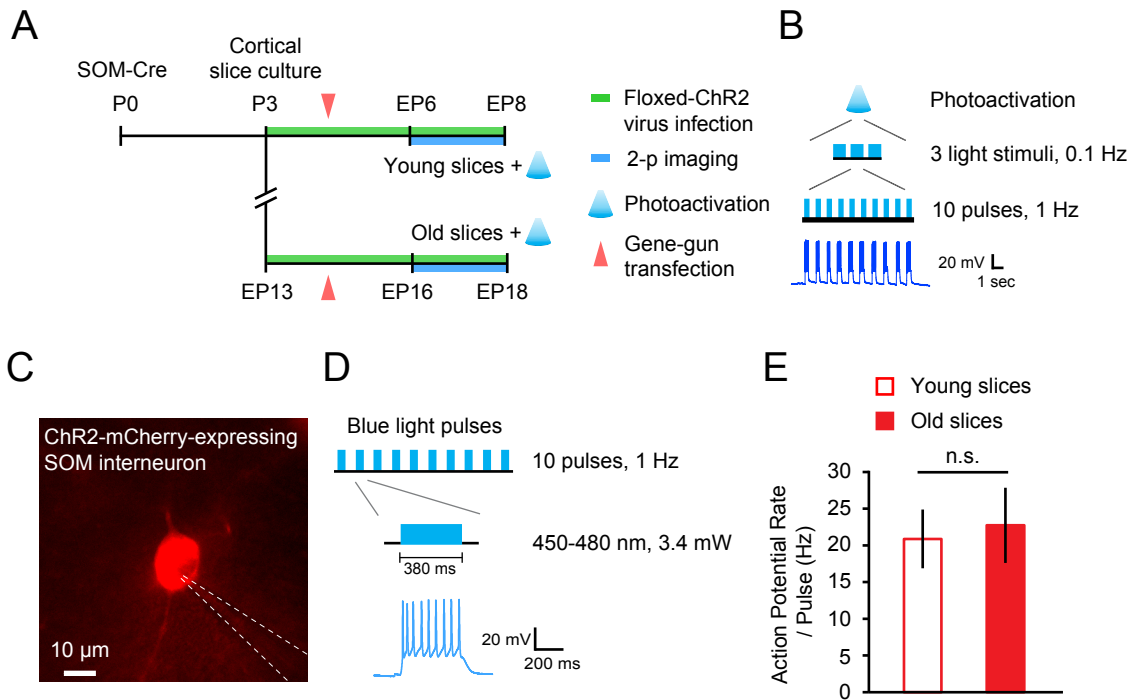 A
SOM-Cre
P0
Cortical
slice culture
P3
EP6
EP8
Young slices +
Old slices +
EP13
EP16
EP18
Floxed-ChR2
virus infection
2-p imaging
Photoactivation
Gene-gun
transfection
B
Photoactivation
3 light stimuli, 0.1 Hz
10 pulses, 1 Hz
20 mV
1 sec
C
ChR2-mCherry-expressing
SOM interneuron
10 µm
D
Blue light pulses
10 pulses, 1 Hz
450-480 nm, 3.4 mW
380 ms
20 mV
200 ms
E
Young slices
Old slices
n.s.
Action Potential Rate
/ Pulse (Hz)
30
25
20
15
10
5
0